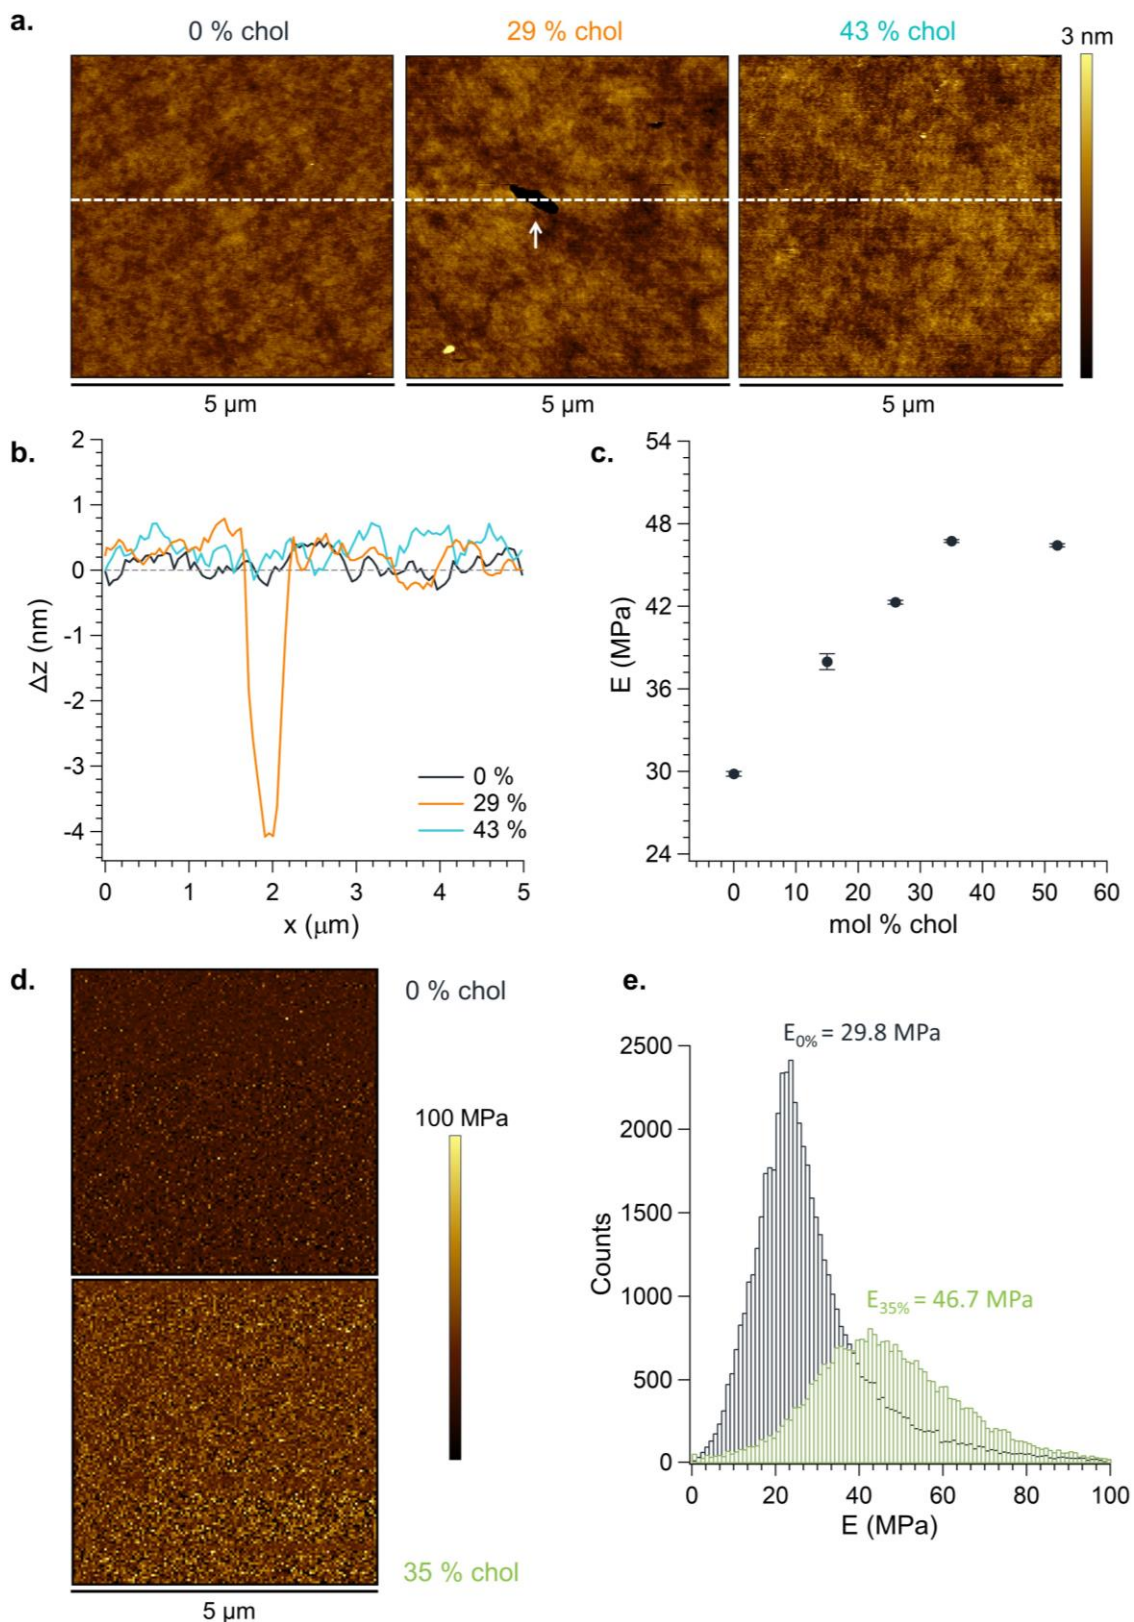 a.
0 % chol
29 % chol
43 % chol
3 nm
5 µm
5 µm
5 µm
b.
2
1
0
-1
-2
-3
-4
Δz (nm)
0 %
29 %
43 %
0 1 2 3 4 5
x (µm)
c.
54
48
42
36
30
24
E (MPa)
0 10 20 30 40 50 60
mol % chol
d.
0 % chol
100 MPa
35 % chol
5 µm
e.
E0% = 29.8 MPa
E35% = 46.7 MPa
2500
2000
1500
1000
500
0
Counts
0 20 40 60 80 100
E (MPa)